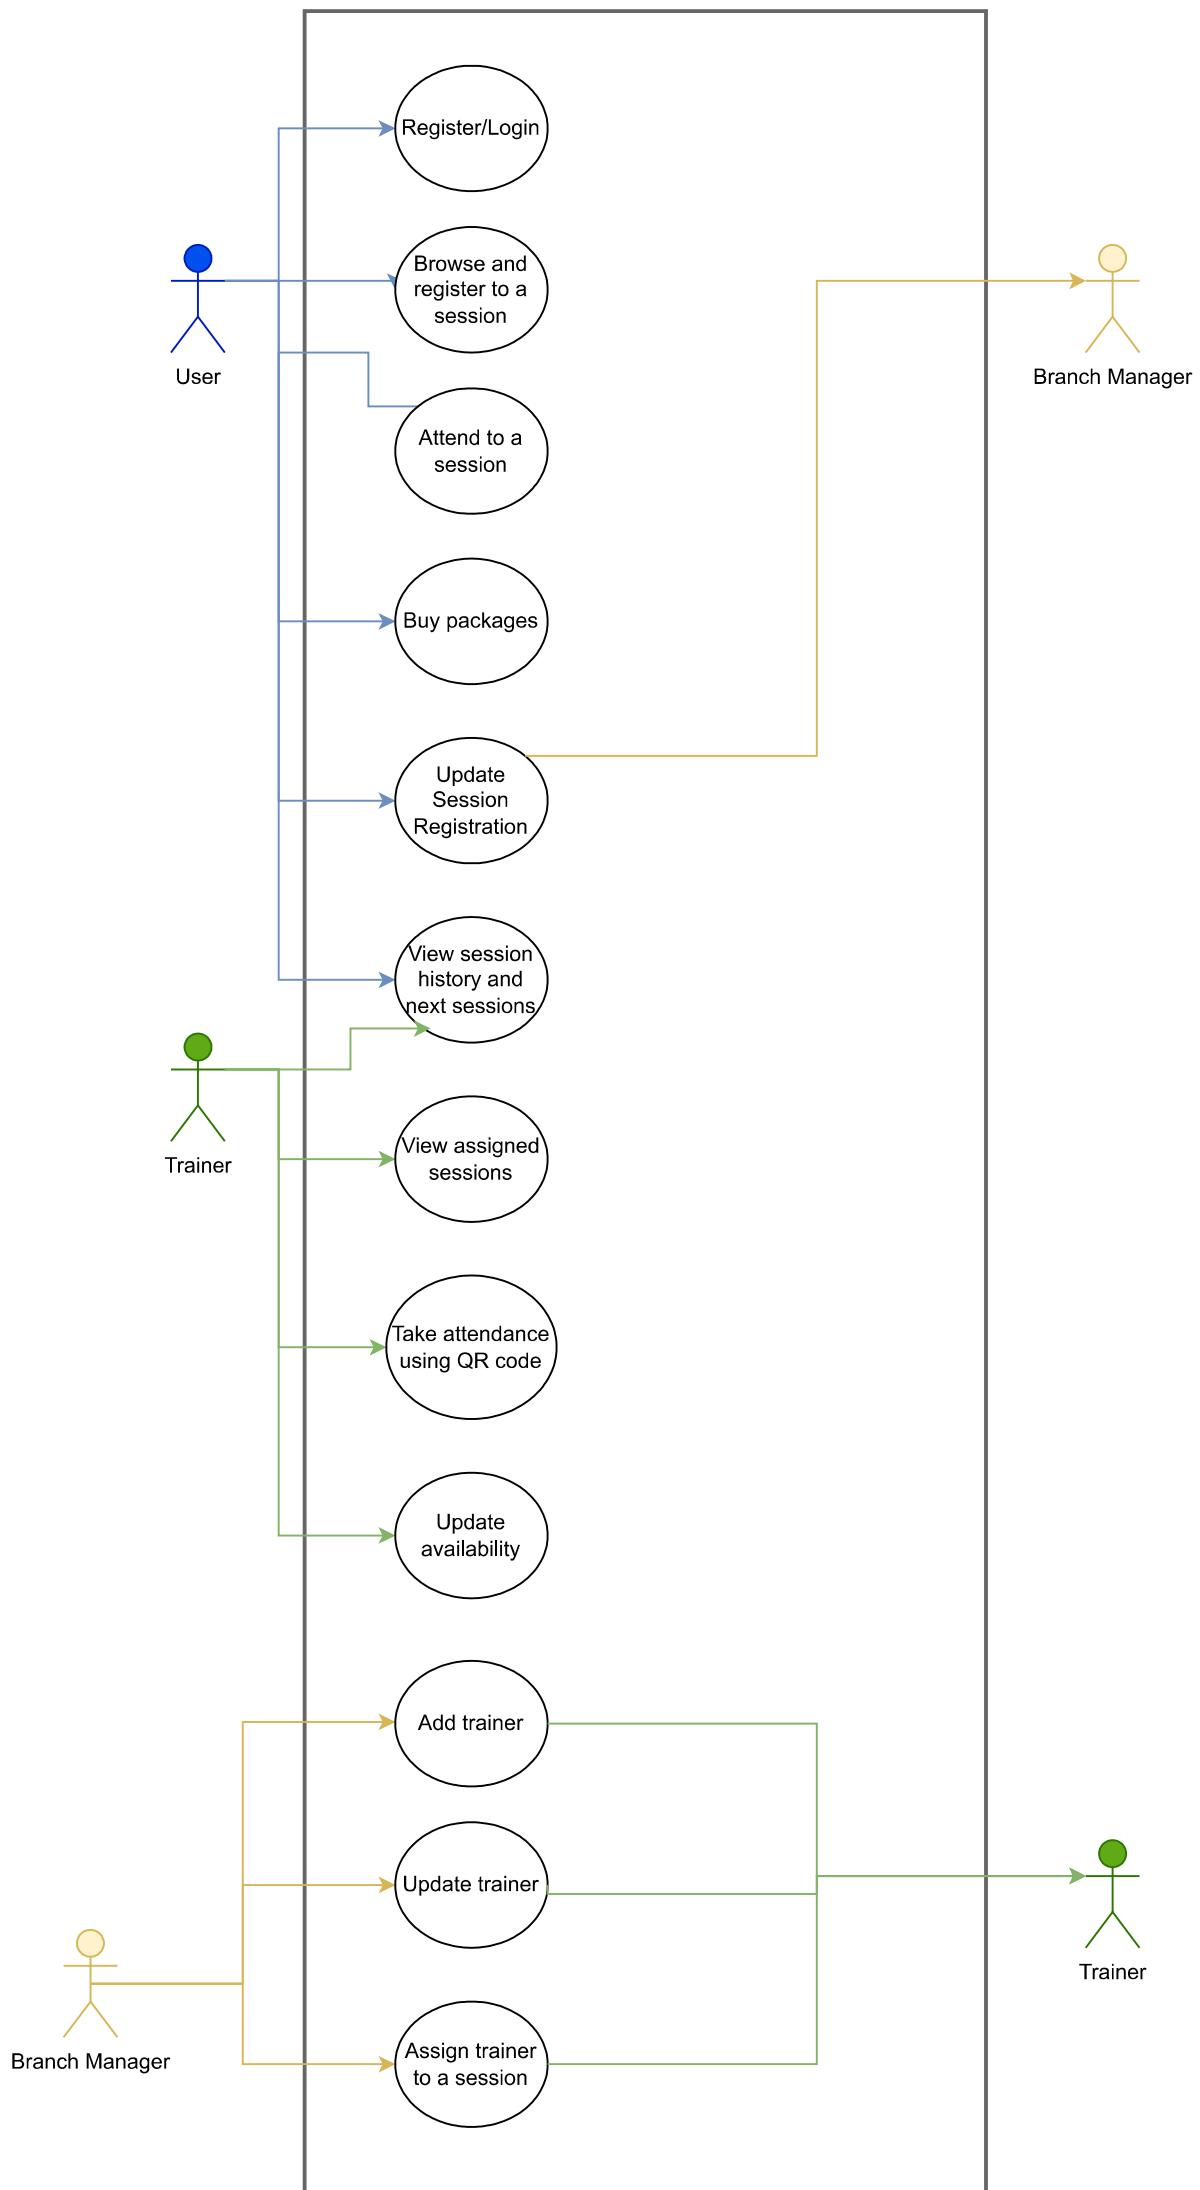 Register/Login
Browse and
register to a
session
User
Branch Manager
Attend to a
session
Buy packages
Update
Session
Registration
View session
history and
next sessions
Trainer
View assigned
sessions
Take attendance
using QR code
Update
availability
Add trainer
Update trainer
Trainer
Branch Manager
Assign trainer
to a session